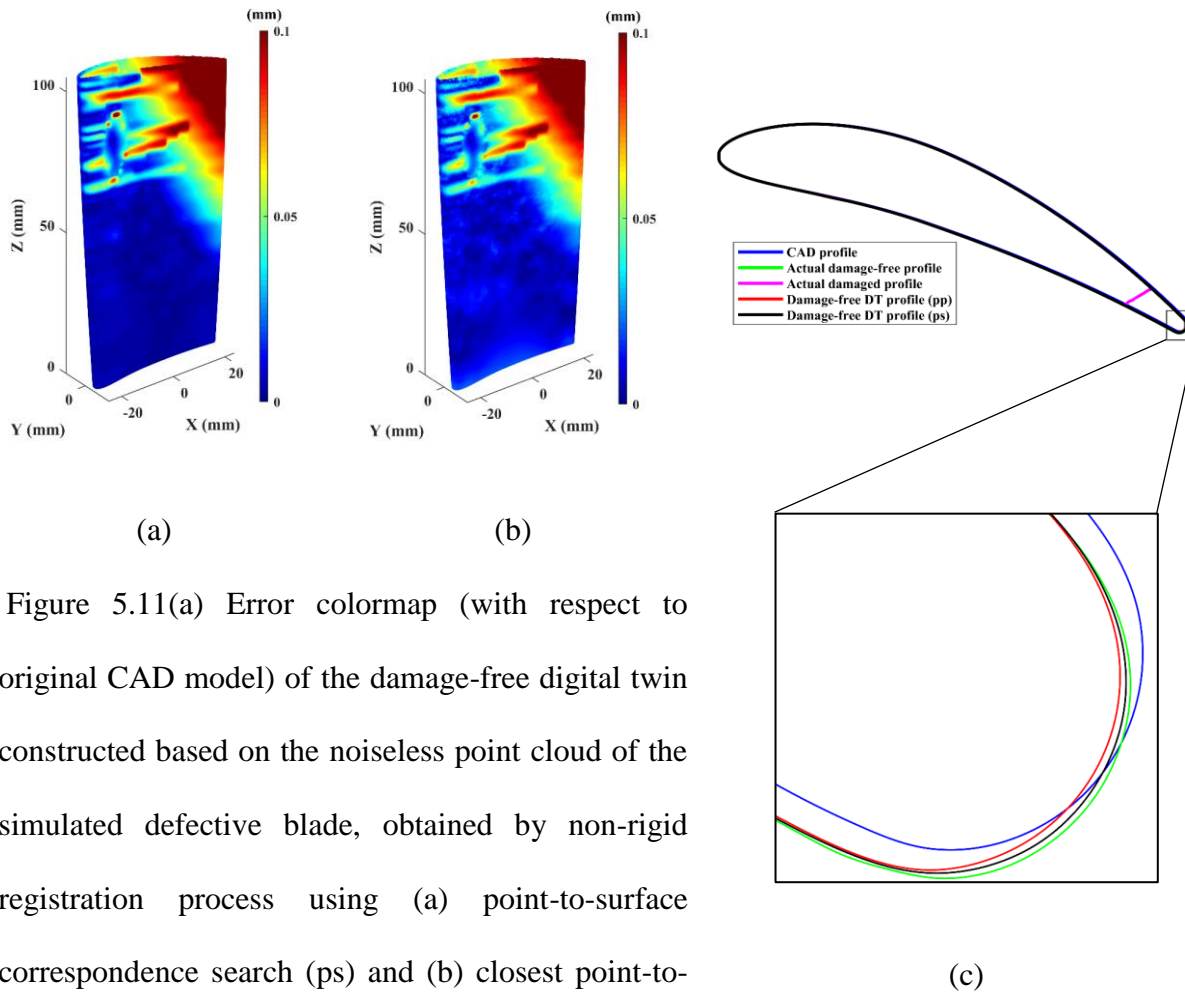 (mm)
0.1
100
Z (mm)
50
0.05
0
0
0
Y (mm)
-20
0
20
X (mm)
(a)
(mm)
0.1
100
Z (mm)
50
0.05
0
0
0
Y (mm)
-20
0
20
X (mm)
(b)
Figure 5.11(a) Error colormap (with respect to
original CAD model) of the damage-free digital twin
constructed based on the noiseless point cloud of the
simulated defective blade, obtained by non-rigid
registration process using (a) point-to-surface
correspondence search (ps) and (b) closest point-to-
CAD profile
Actual damage-free profile
Actual damaged profile
Damage-free DT profile (pp)
Damage-free DT profile (ps)
(c)